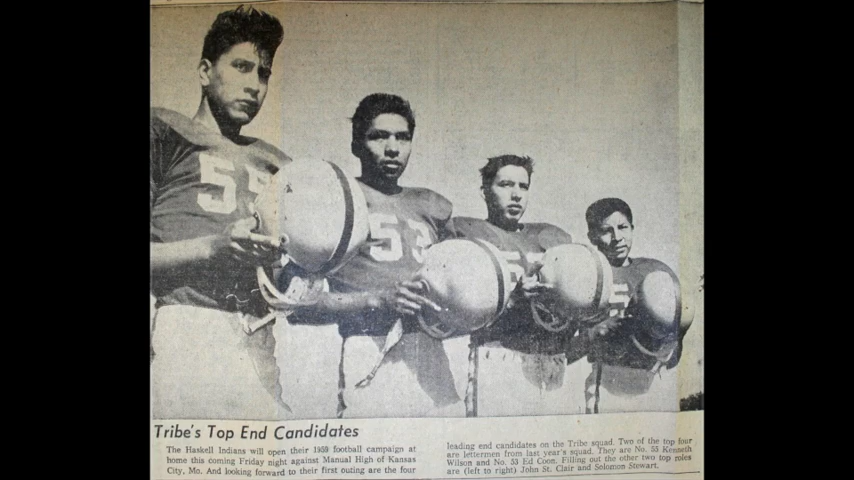 55
53
5
5
Tribe's Top End Candidates
The Haskell Indians will open their 1959 football campaign at
home this coming Friday night against Manual High of Kansas
City, Mo. And looking forward to their first outing are the four
leading end candidates on the Tribe squad. Two of the top four
are lettermen from last year's squad. They are No. 55 Kenneth
Wilson and No. 53 Ed Coon. Filling out the other two top roles
are (left to right) John St. Clair and Solomon Stewart.